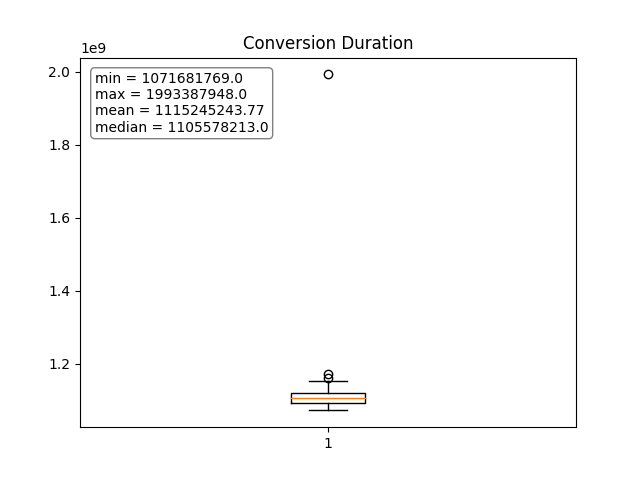 Conversion Duration
1e9
min = 1071681769.0
max = 1993387948.0
mean = 1115245243.77
median = 1105578213.0
2.0
1.8
1.6
1.4
1.2
1